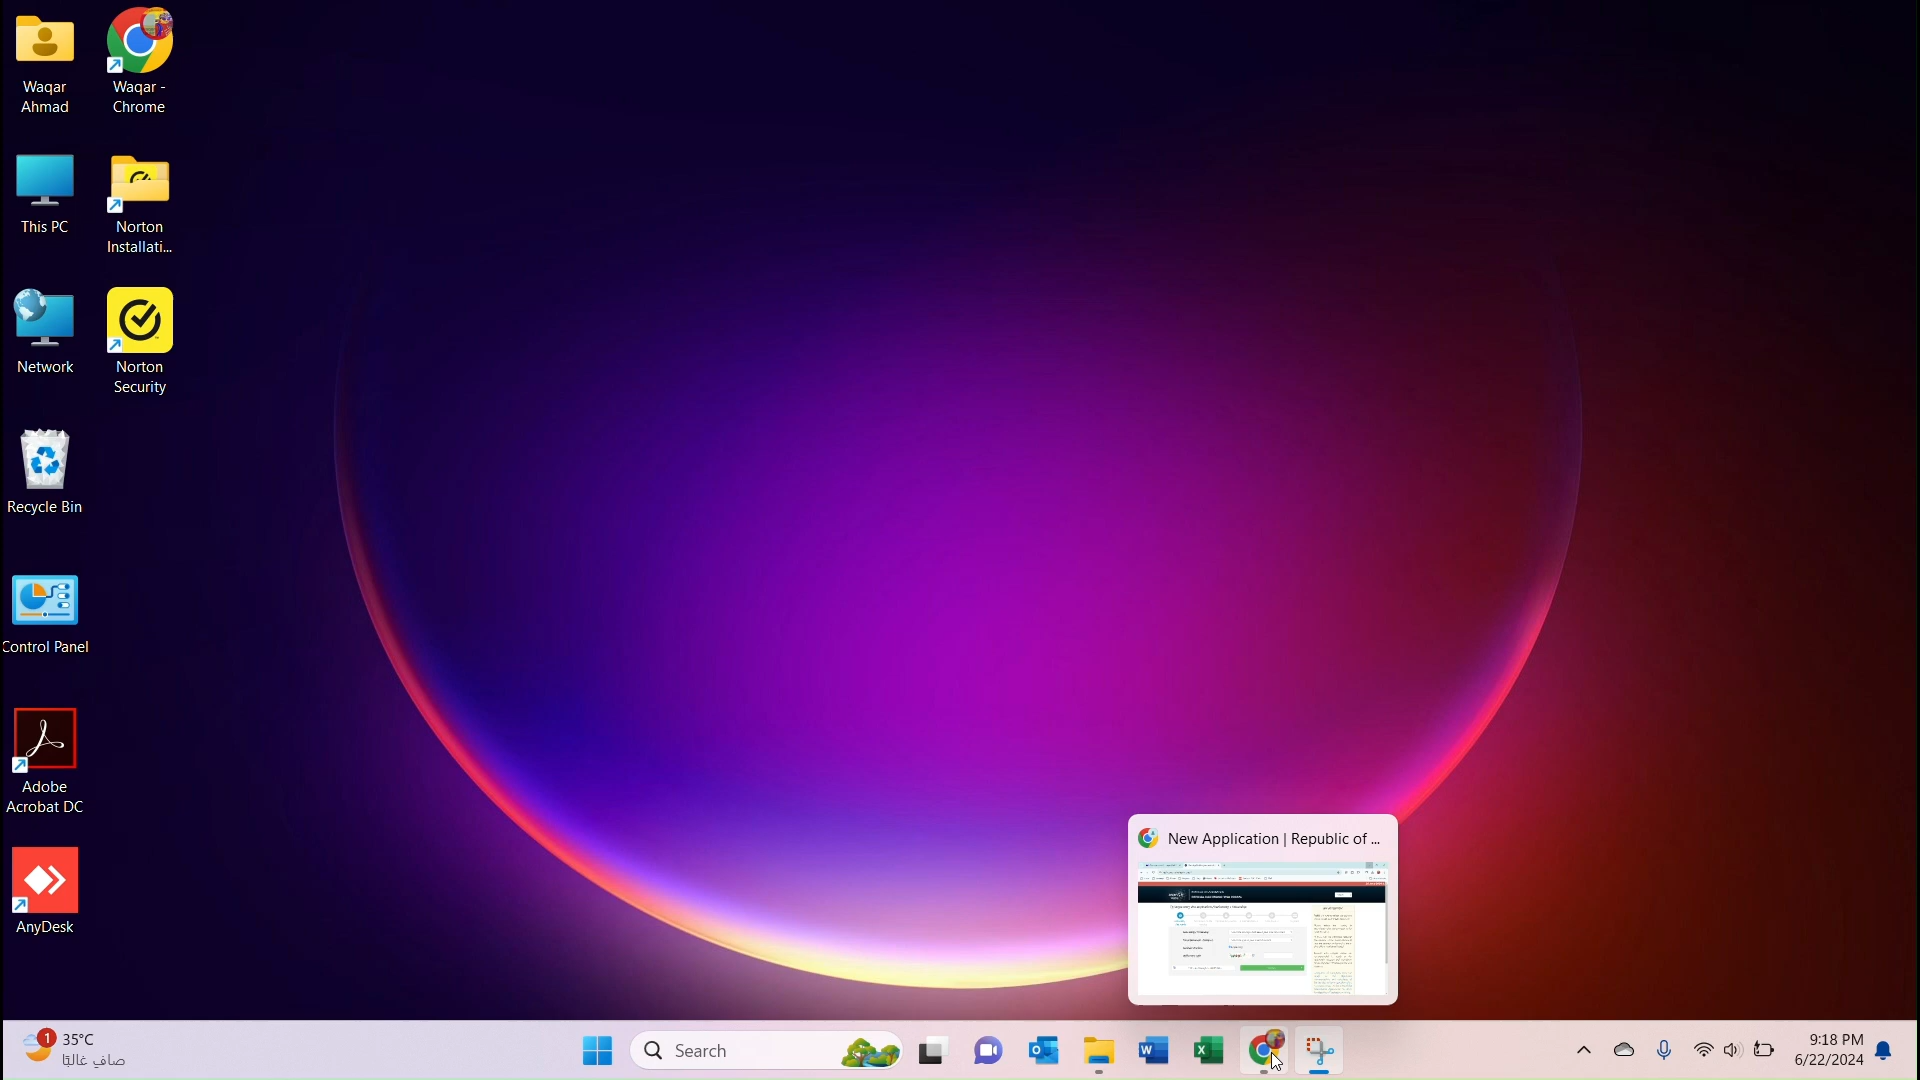 Waqar
Ahmad
Waqar -
Chrome
This PC
Norton
Installati...
Network
Norton
Security
Recycle Bin
Control Panel
Adobe
Acrobat DC
AnyDesk
New Application | Republic of ...
1
35°C
صافٍ غالبًا
Search
9:18 PM
6/22/2024